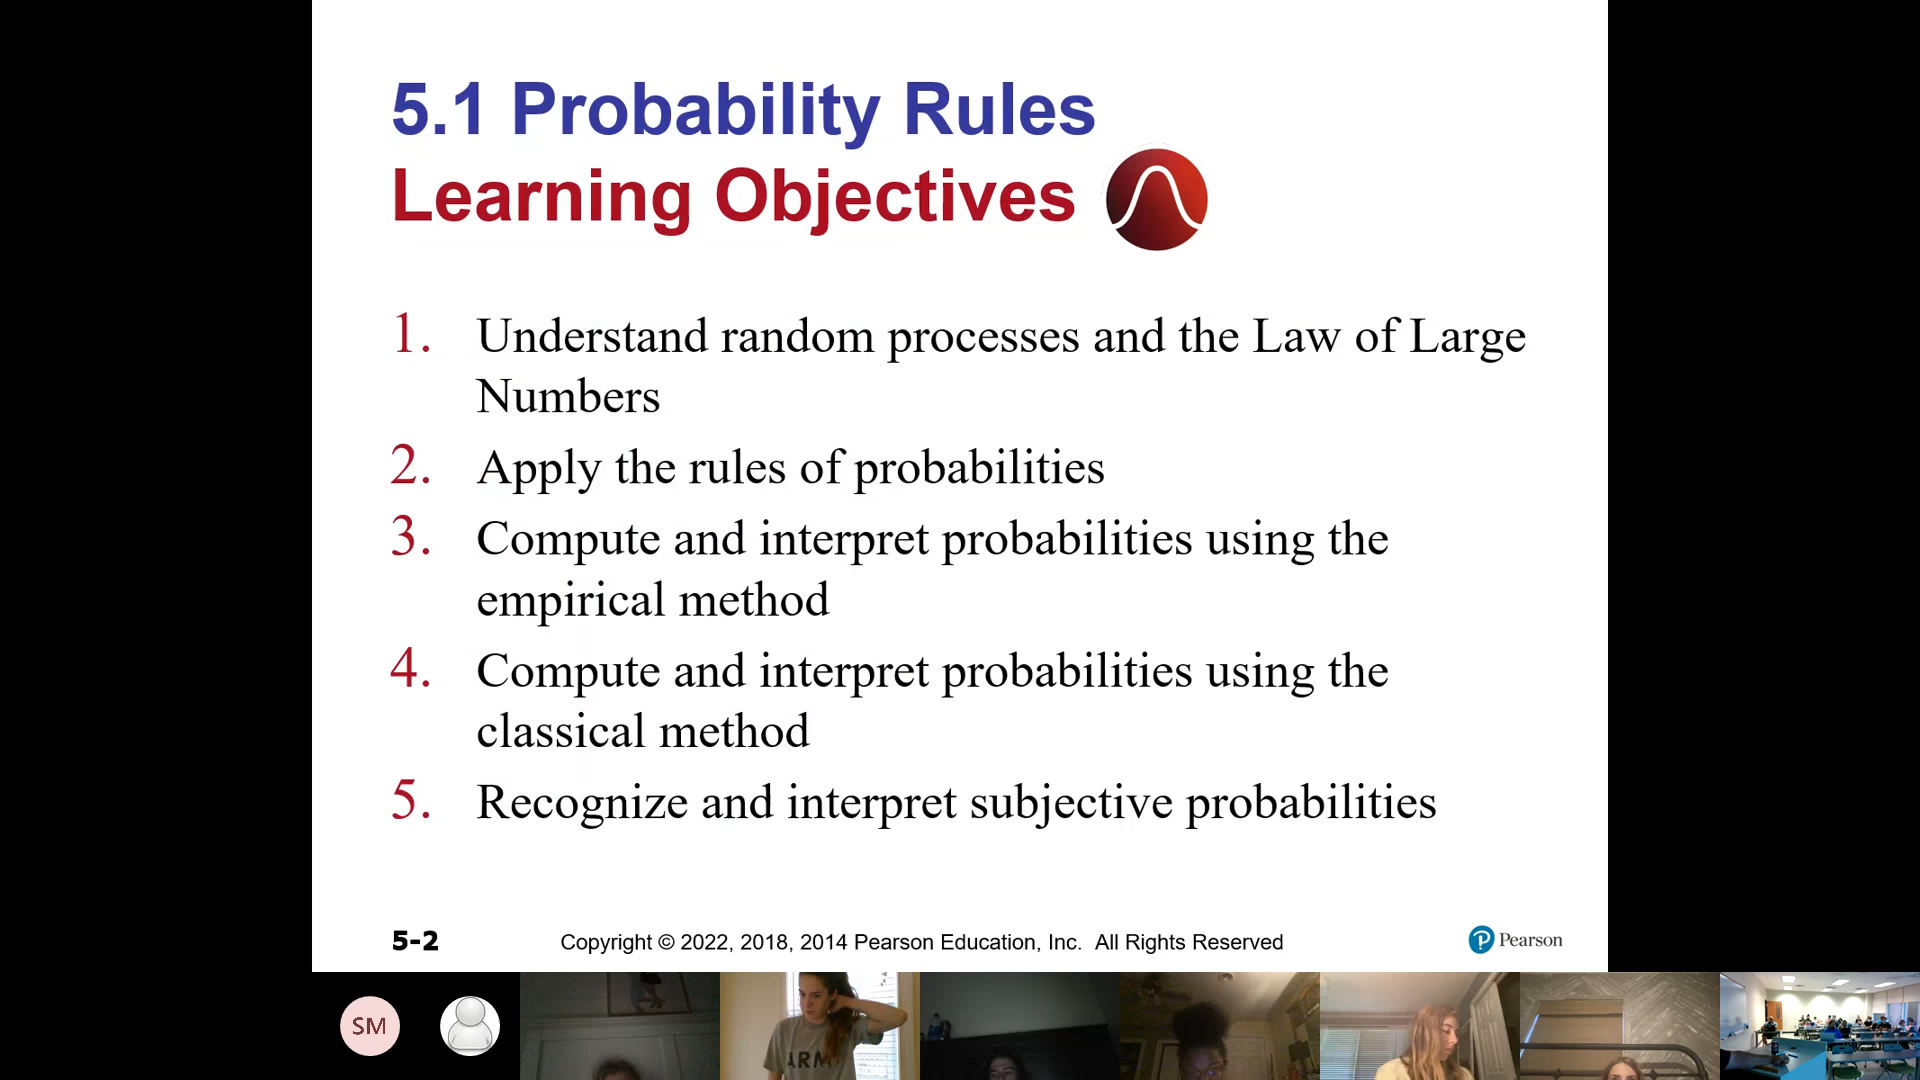 5.1 Probability Rules
Learning Objectives
1. Understand random processes and the Law of Large
Numbers
2. Apply the rules of probabilities
3. Compute and interpret probabilities using the
empirical method
4. Compute and interpret probabilities using the
classical method
5. Recognize and interpret subjective probabilities
5-2 Copyright © 2022, 2018, 2014 Pearson Education, Inc. All Rights Reserved
P Pearson
SM
ARM